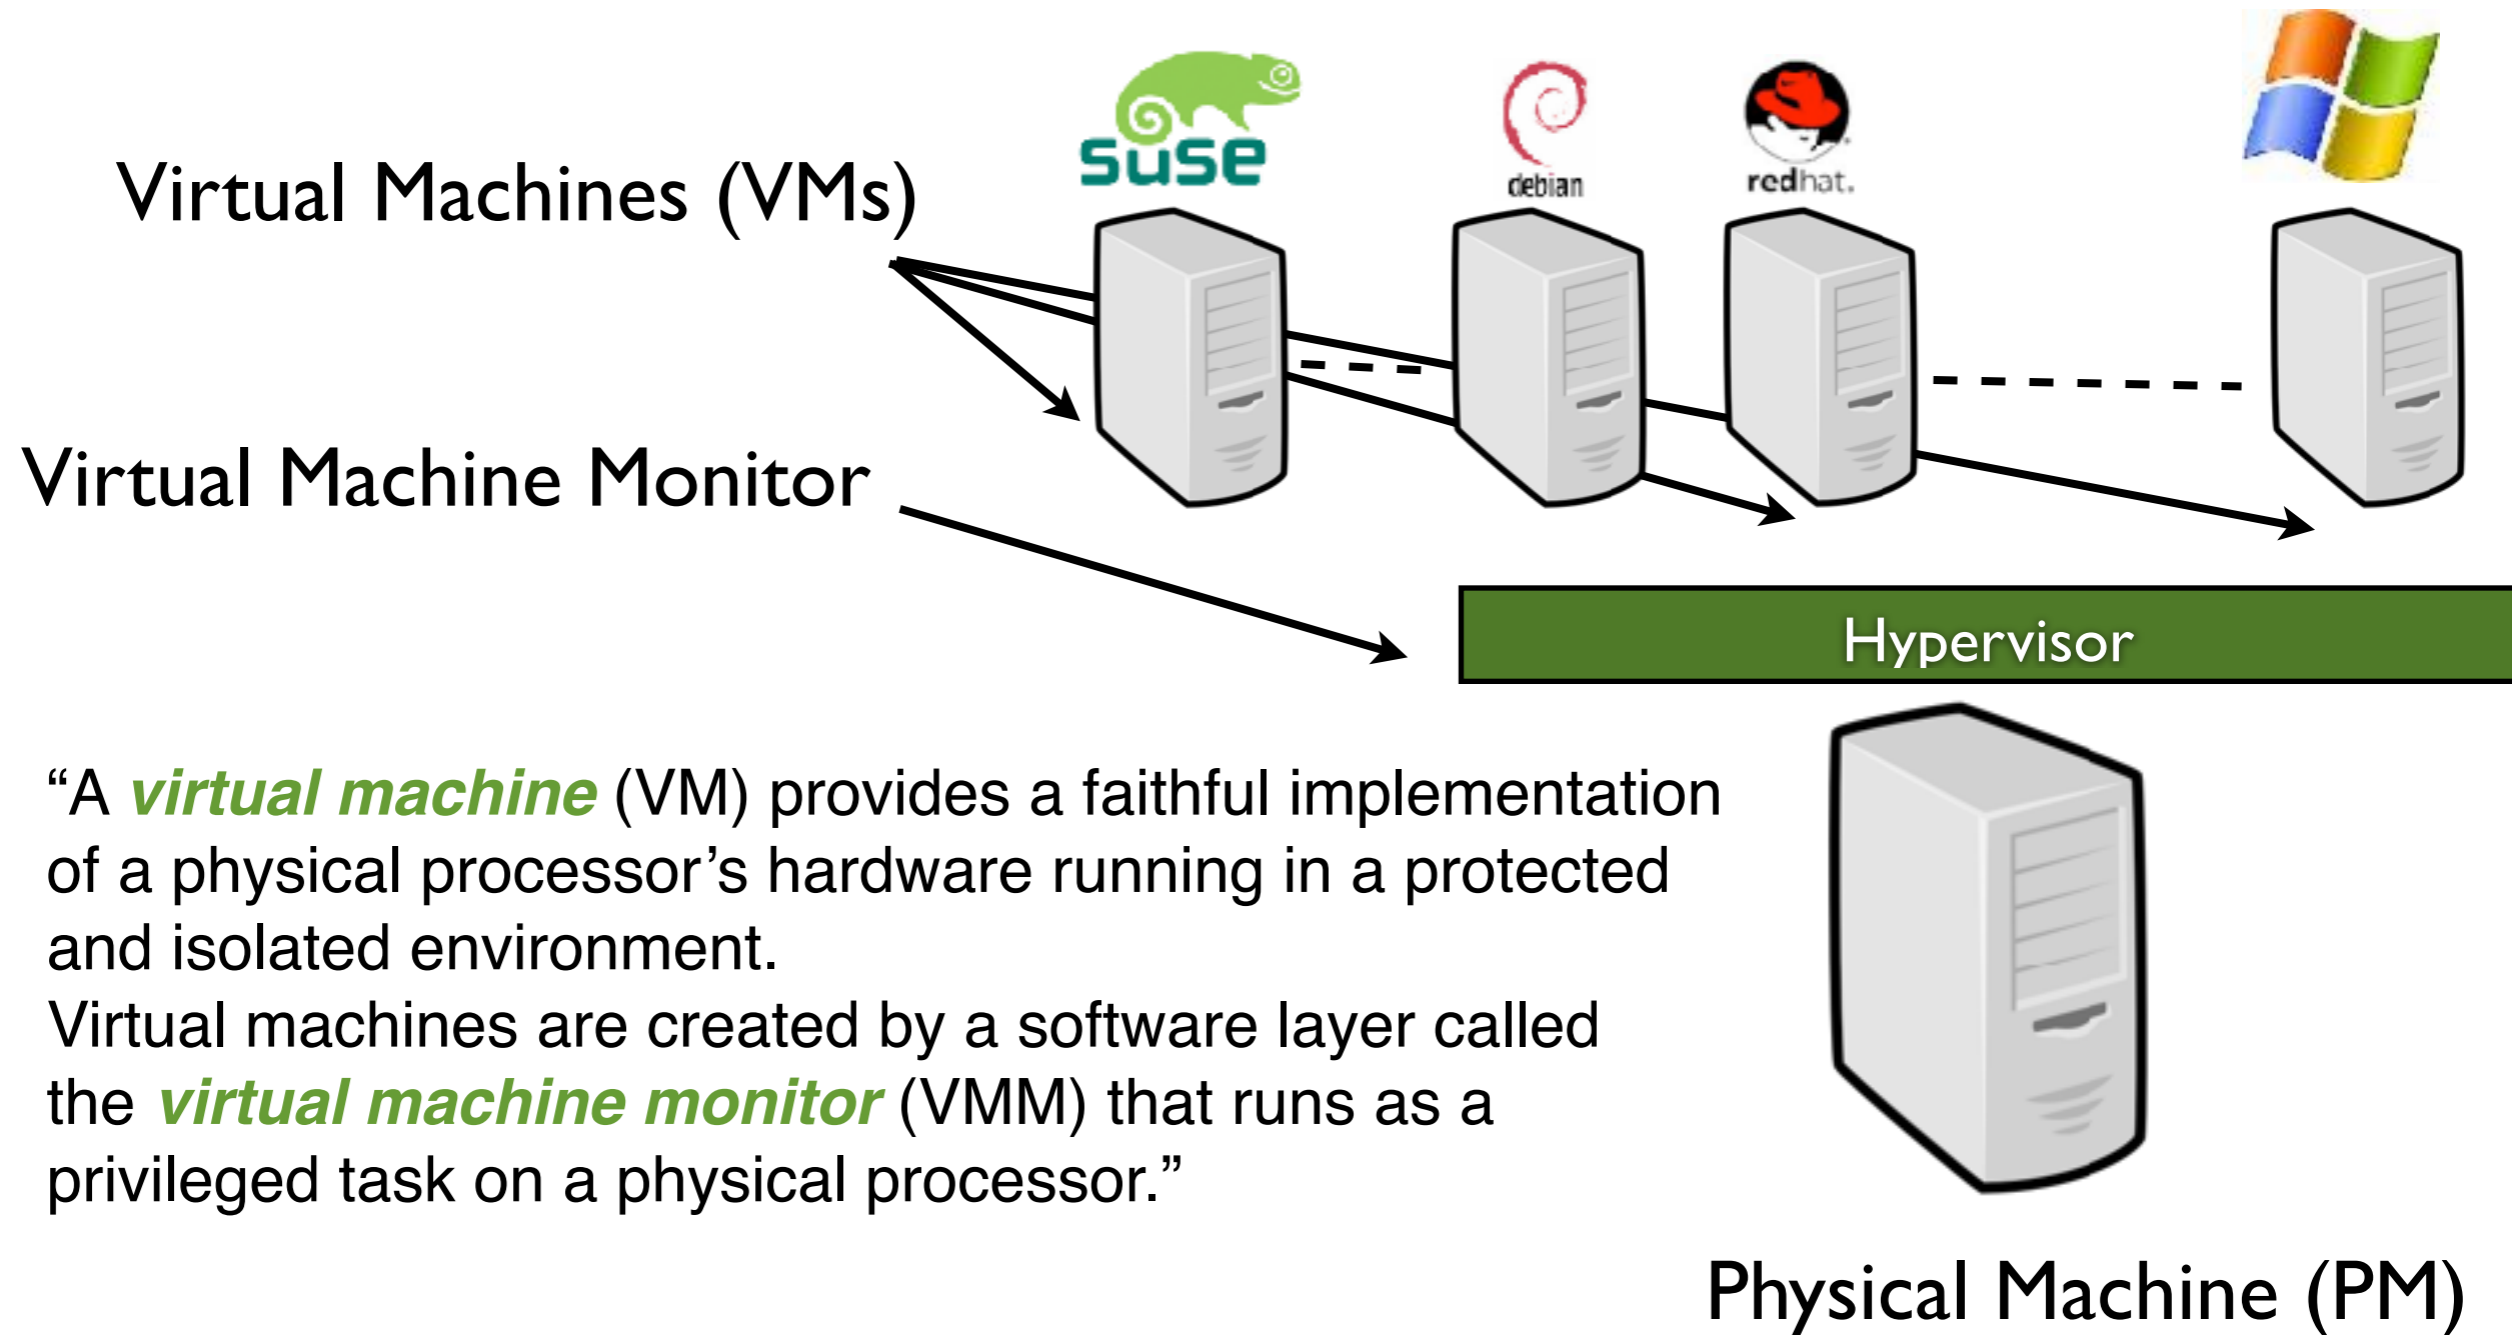 suse
debian
redhat.
Virtual Machines (VMs)
Virtual Machine Monitor
Hypervisor
“A virtual machine (VM) provides a faithful implementation
of a physical processor’s hardware running in a protected
and isolated environment.
Virtual machines are created by a software layer called
the virtual machine monitor (VMM) that runs as a
privileged task on a physical processor.”
Physical Machine (PM)